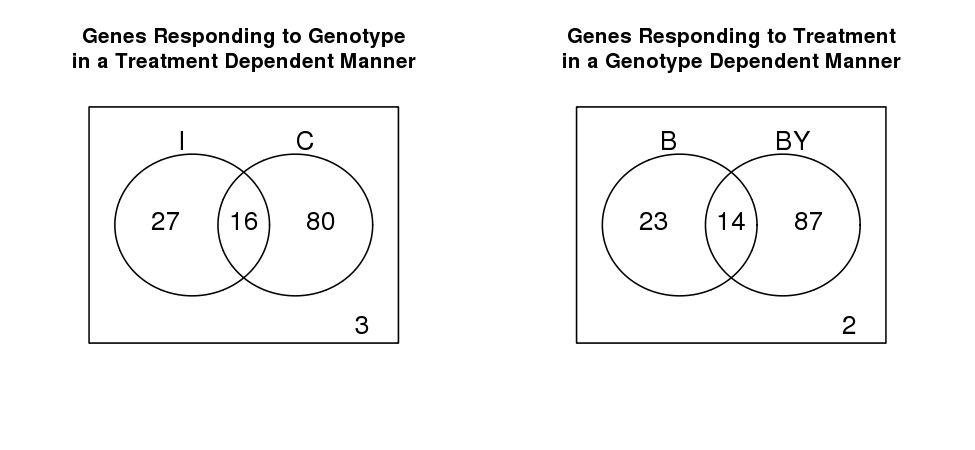 Genes Responding to Genotype
in a Treatment Dependent Manner
I C
27 16 80
3
Genes Responding to Treatment
in a Genotype Dependent Manner
B BY
23 14 87
2